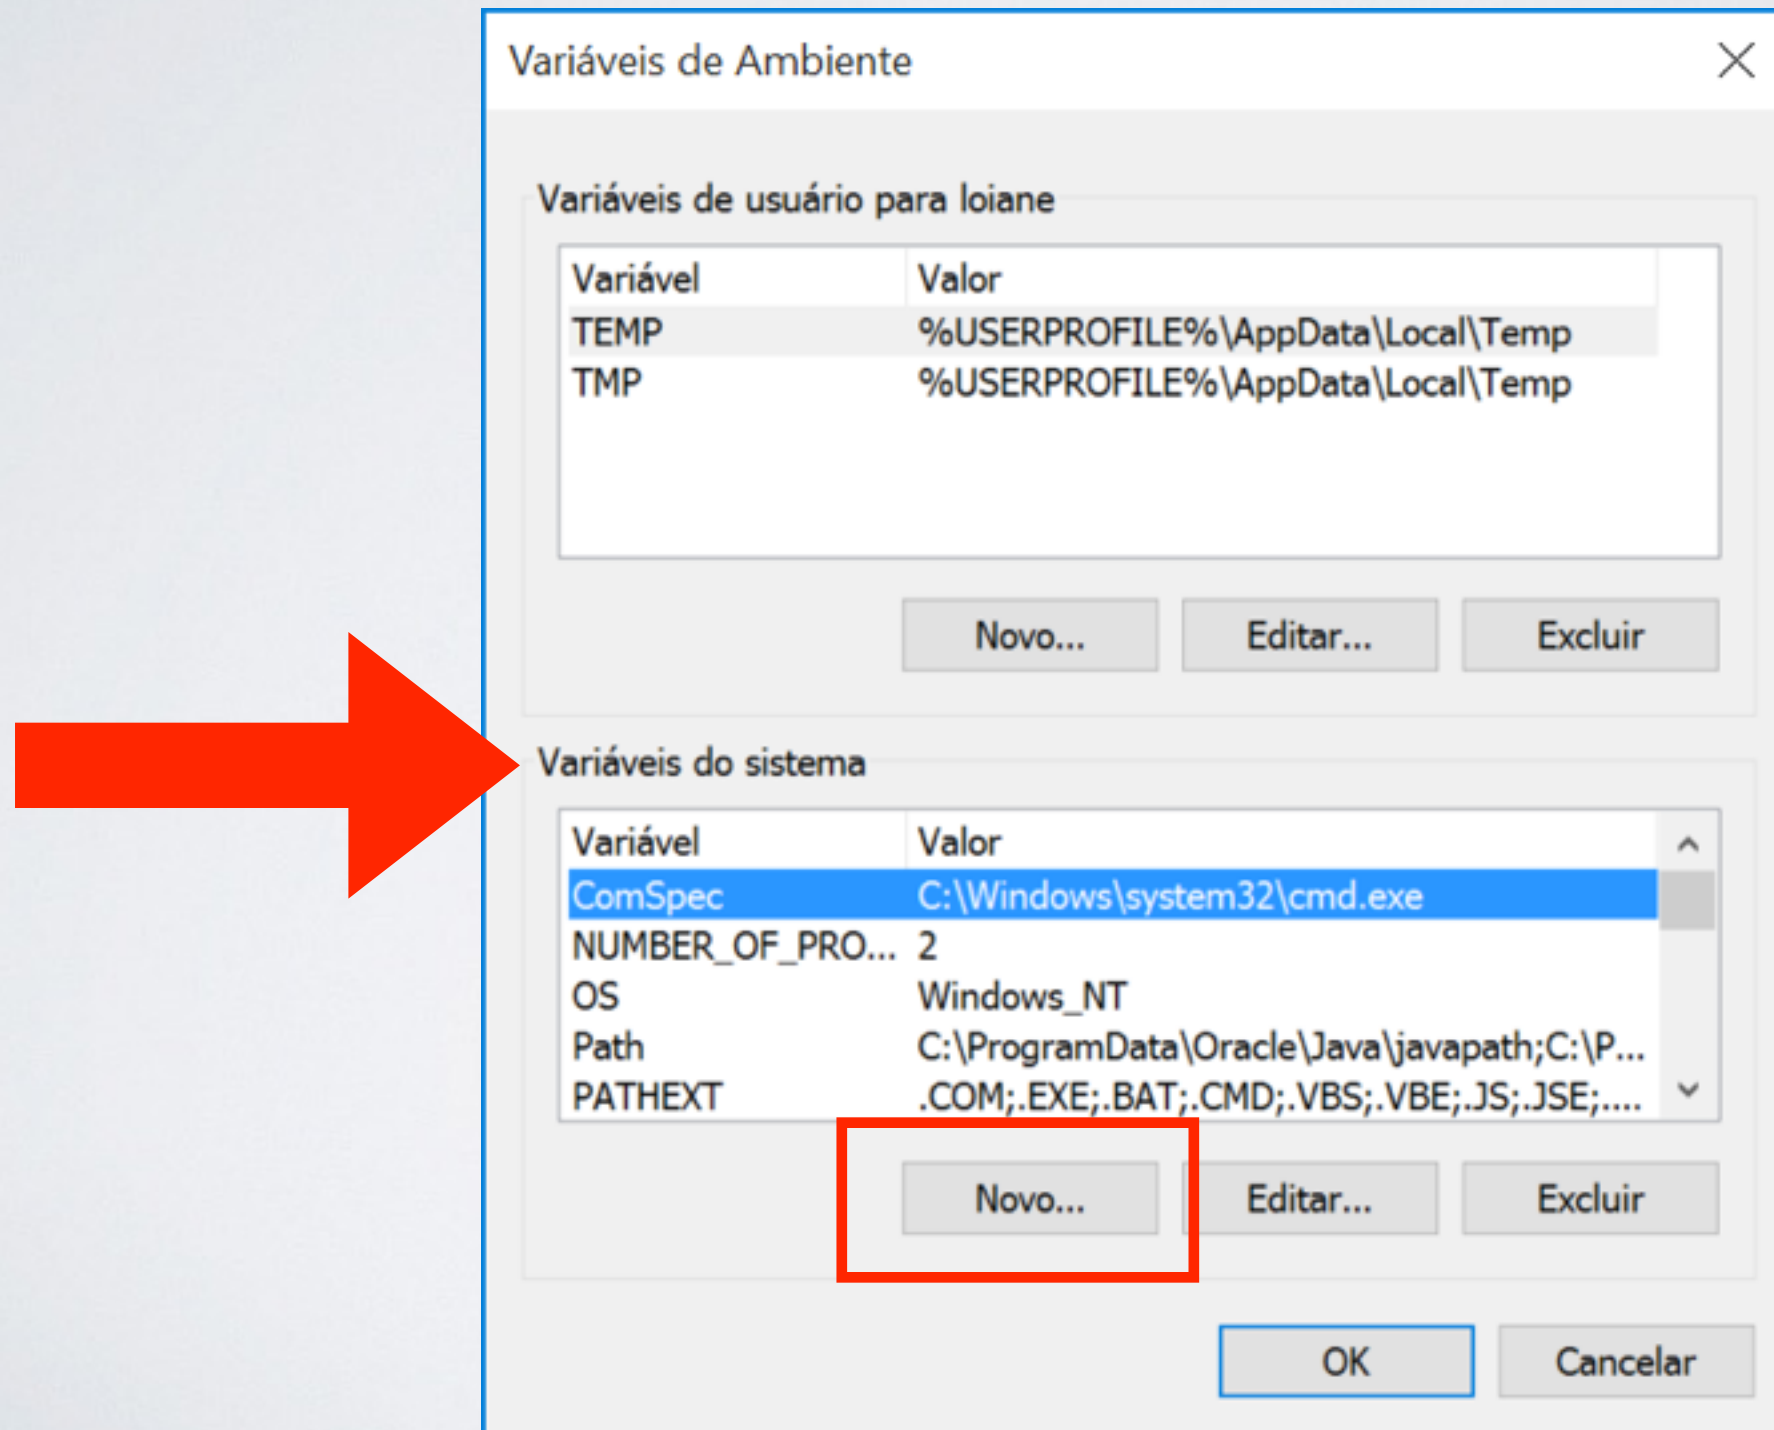 Variáveis de Ambiente
Variáveis de usuário para loiane
Variável Valor
TEMP %USERPROFILE%\AppData\Local\Temp
TMP %USERPROFILE%\AppData\Local\Temp
Novo... Editar... Excluir
Variáveis do sistema
Variável Valor
ComSpec C:\Windows\system32\cmd.exe
NUMBER_OF_PRO... 2
OS Windows_NT
Path C:\ProgramData\Oracle\Java\javapath;C:\P...
PATHEXT .COM;.EXE;.BAT;.CMD;.VBS;.VBE;.JS;.JSE;....
Novo... Editar... Excluir
OK Cancelar